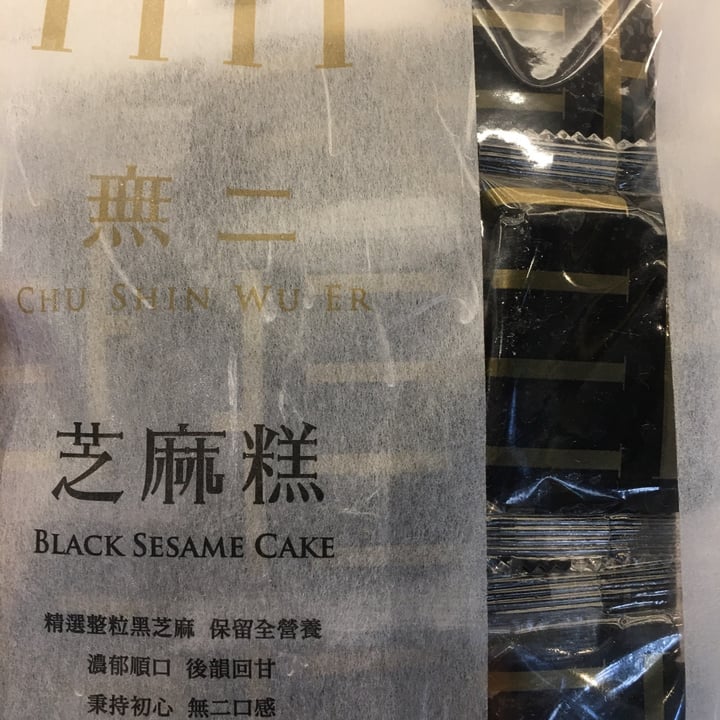 無二
CHU SHIN WU ER
芝麻糕
BLACK SESAME CAKE
精選整粒黑芝麻 保留全營養
濃郁順口 後韻回甘
秉持初心 無二口感